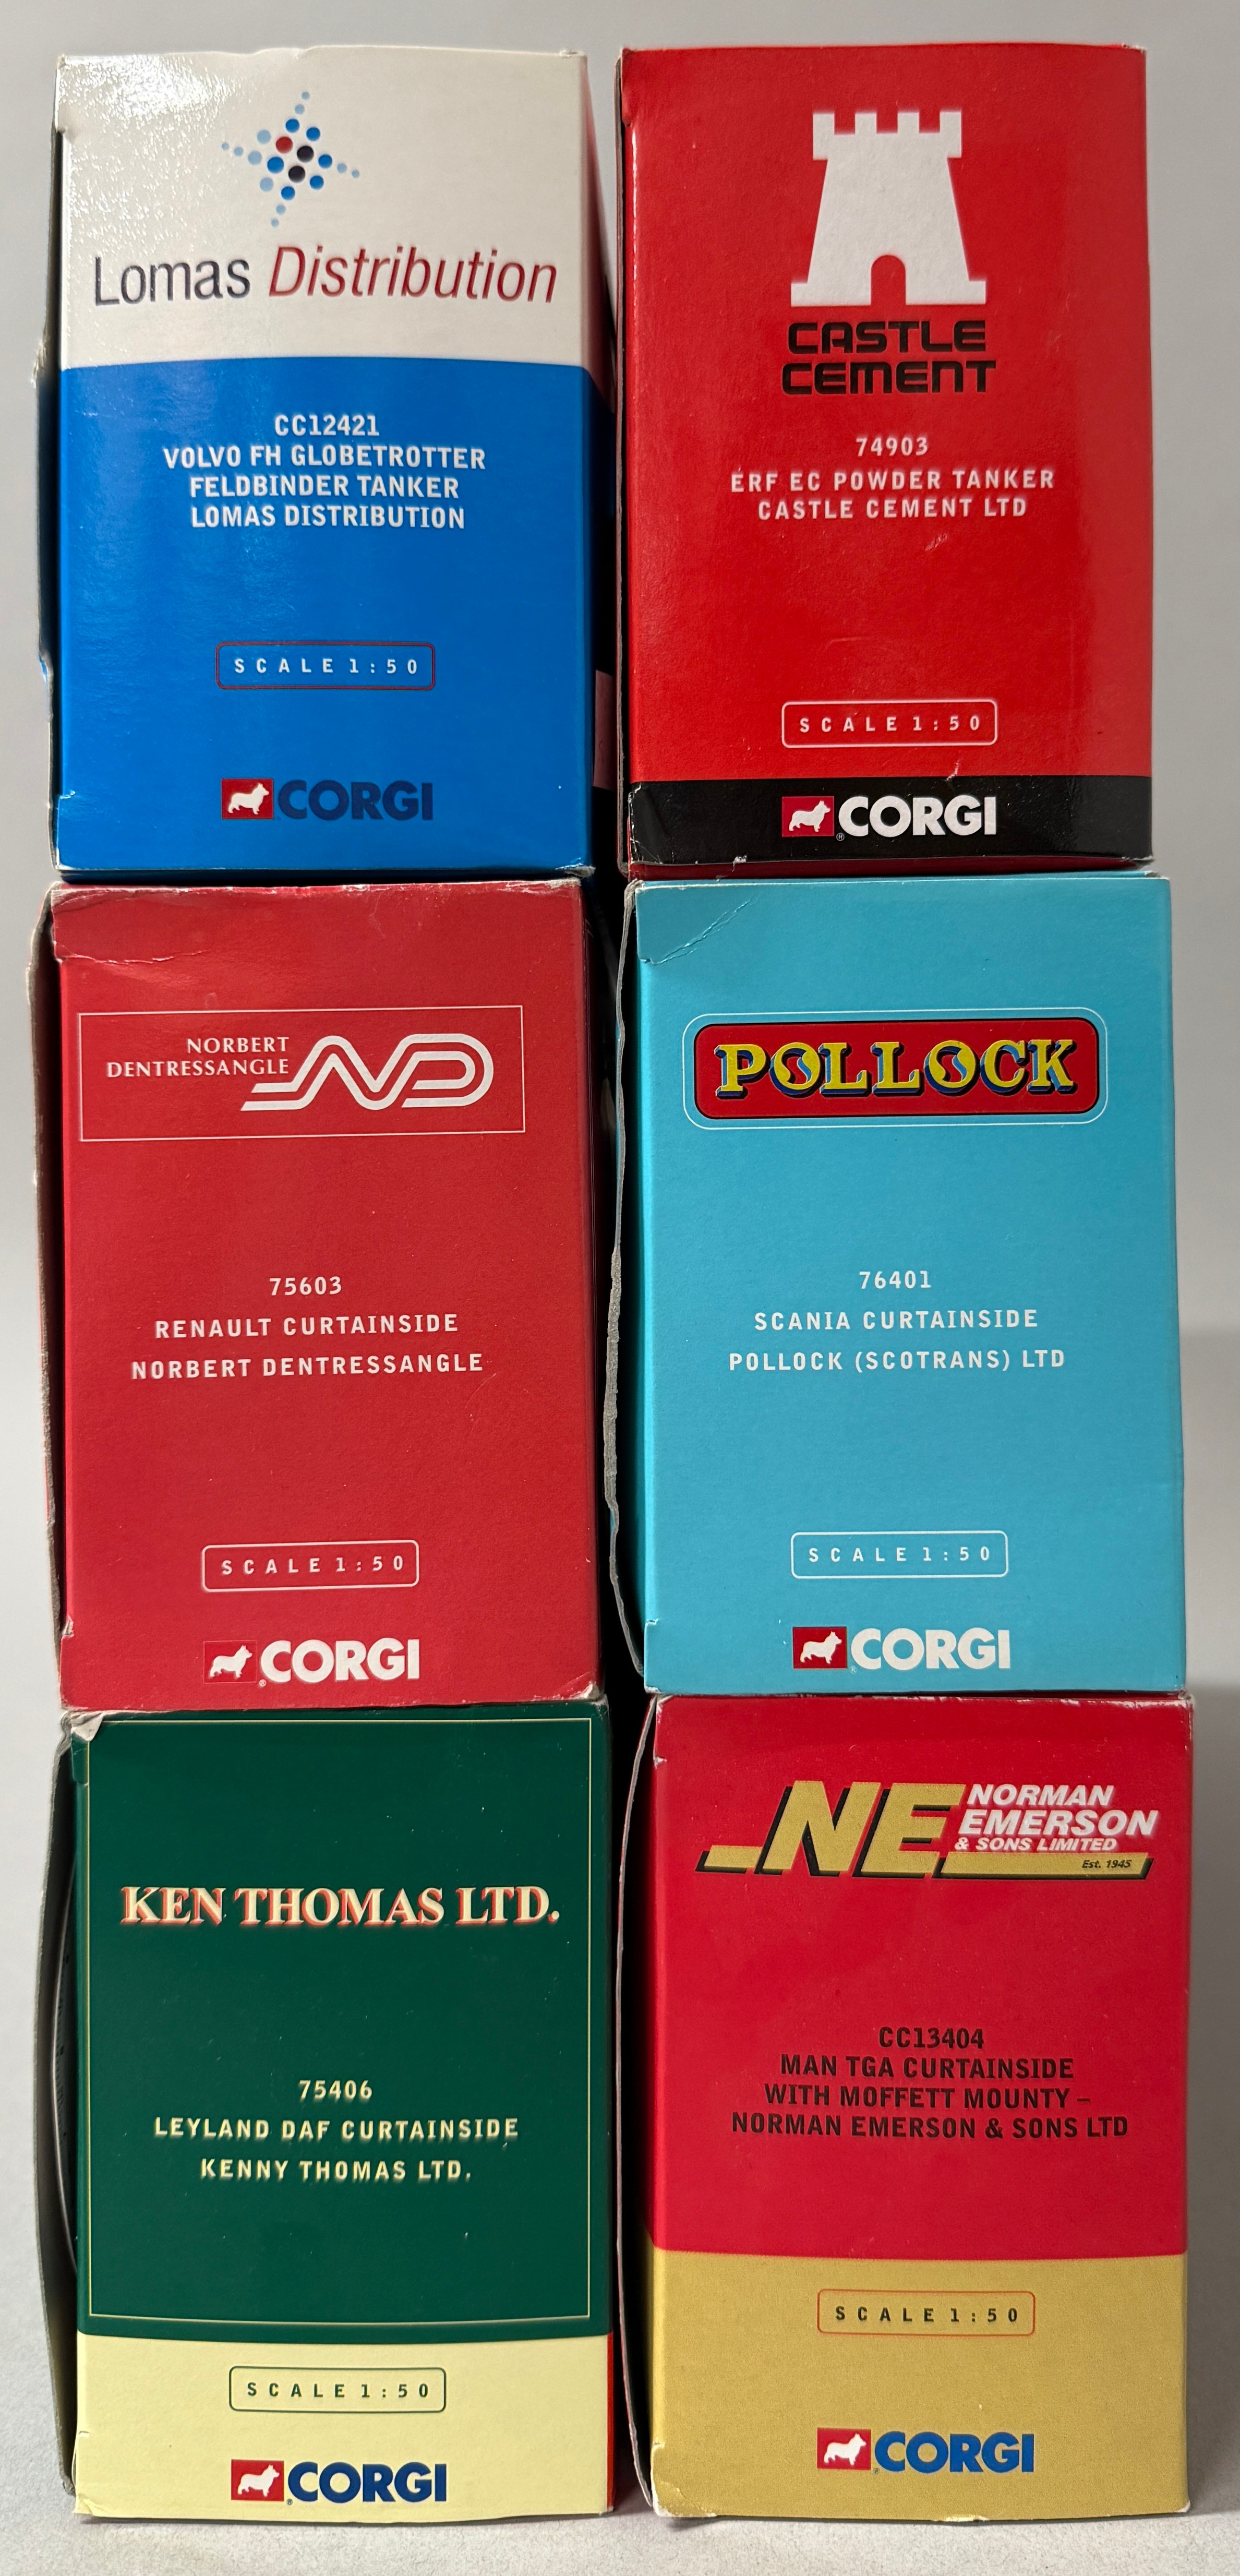 Lomas Distribution
CC12421
VOLVO FH GLOBETROTTER
FELDBINDER TANKER
LOMAS DISTRIBUTION
SCALE 1:50
CORGI
CASTLE
CEMENT
74903
ERF EC POWDER TANKER
CASTLE CEMENT LTD
SCALE 1:50
CORGI
NORBERT
DENTRESSANGLE ND
75603
RENAULT CURTAINSIDE
NORBERT DENTRESSANGLE
SCALE 1:50
CORGI
POLLOCK
76401
SCANIA CURTAINSIDE
POLLOCK (SCOTRANS) LTD
SCALE 1:50
CORGI
KEN THOMAS LTD.
75406
LEYLAND DAF CURTAINSIDE
KENNY THOMAS LTD.
SCALE 1:50
CORGI
NE NORMAN
EMERSON
& SONS LIMITED
Est. 1945
CC13404
MAN TGA CURTAINSIDE
WITH MOFFETT MOUNTY –
NORMAN EMERSON & SONS LTD
SCALE 1:50
CORGI